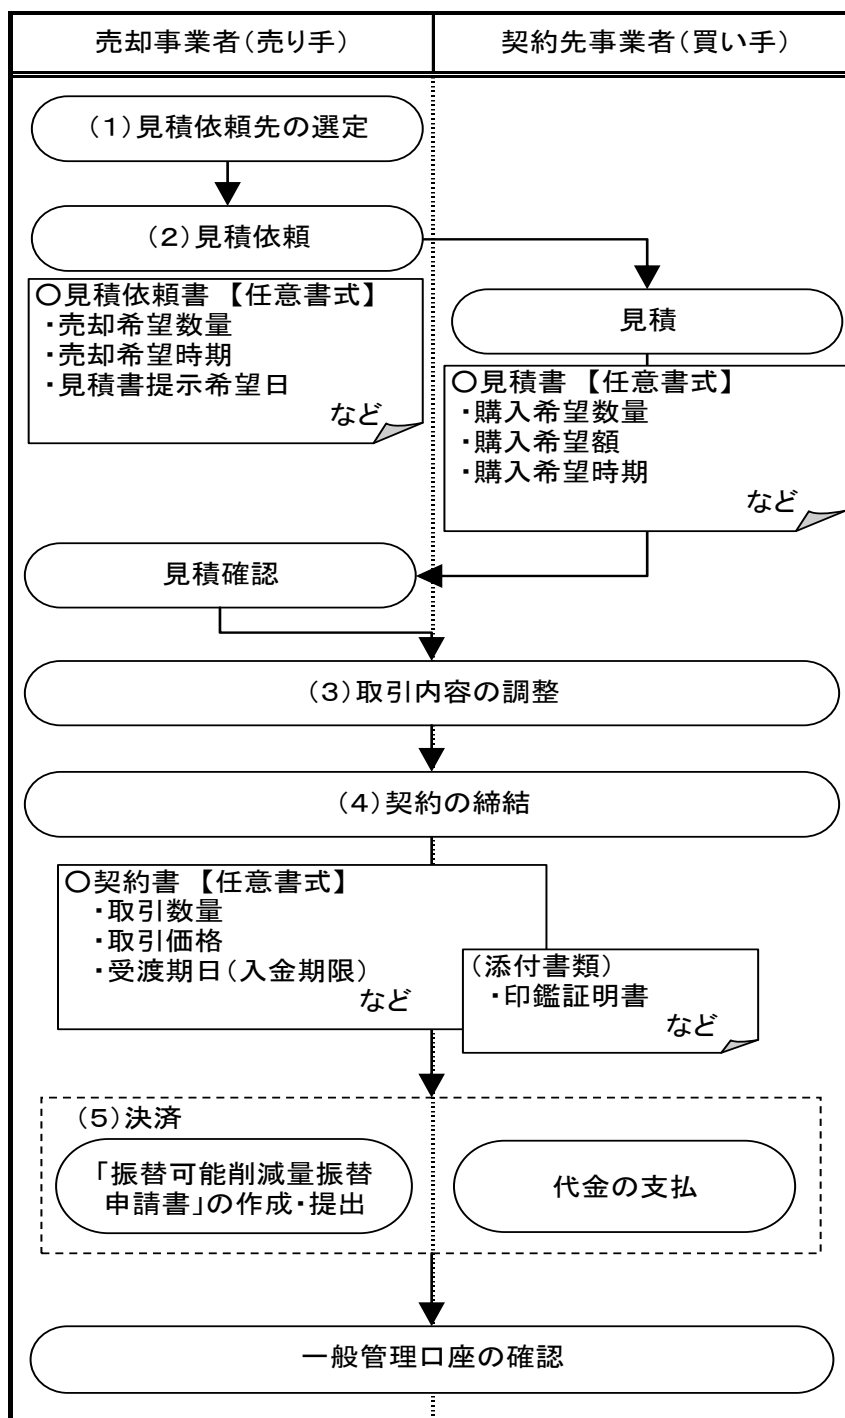 売却事業者（売り手）
契約先事業者（買い手）
（１）見積依頼先の選定
（２）見積依頼
〇見積依頼書 【任意書式】
・売却希望数量
・売却希望時期
・見積書提示希望日
など
見積
〇見積書 【任意書式】
・購入希望数量
・購入希望額
・購入希望時期
など
見積確認
（３）取引内容の調整
（４）契約の締結
〇契約書 【任意書式】
・取引数量
・取引価格
・受渡期日（入金期限）
など
（添付書類）
・印鑑証明書
など
（５）決済
「振替可能削減量振替
申請書」の作成・提出
代金の支払
一般管理口座の確認